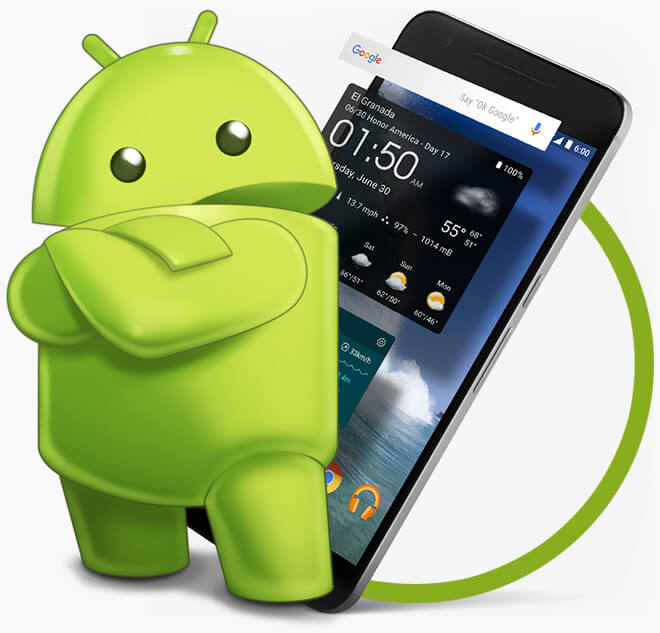 Google
Say "Ok Google"
6:00
El Granada
06/30 Honor America - Day 17
100%
01:50 AM
rsday, June 30
13.7 mph 97% - 1014 mB
55° 68°
51°
Sat
Sun
Mon
66°/51°
62°/50°
60°/46°
33km/h
.4m